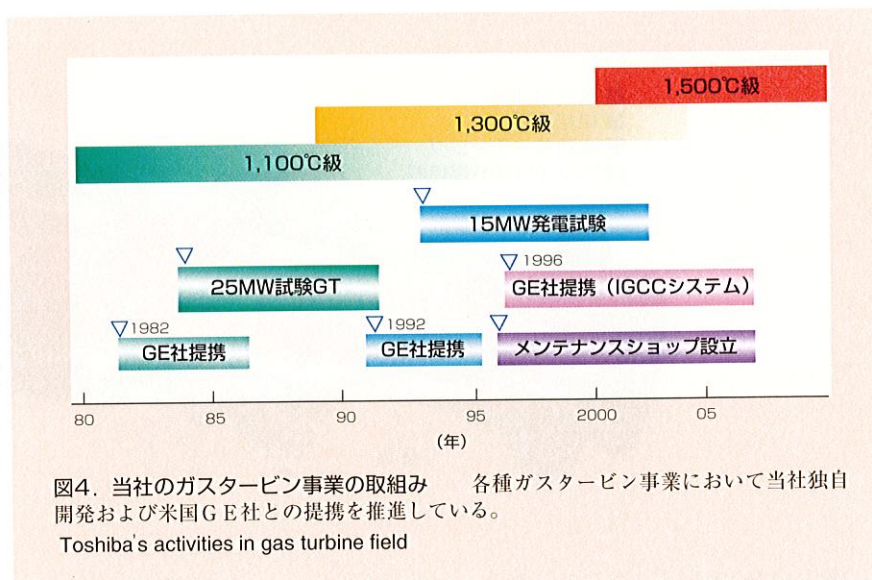 1,500℃級
1,300℃級
1,100℃級
15MW発電試験
1996
25MW試験GT
GE社提携（IGCCシステム）
1982
1992
GE社提携
GE社提携
メンテナンスショップ設立
80 85 90 95 2000 05
(年)
図4．当社のガスタービン事業の取組み　各種ガスタービン事業において当社独自
開発および米国ＧＥ社との提携を推進している。
Toshiba's activities in gas turbine field